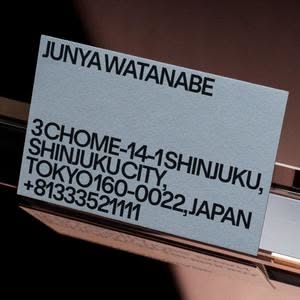 JUNYA WATANABE
3 CHOME-14-1 SHINJUKU,
SHINJUKU CITY,
TOKYO 160-0022, JAPAN
+81333521111